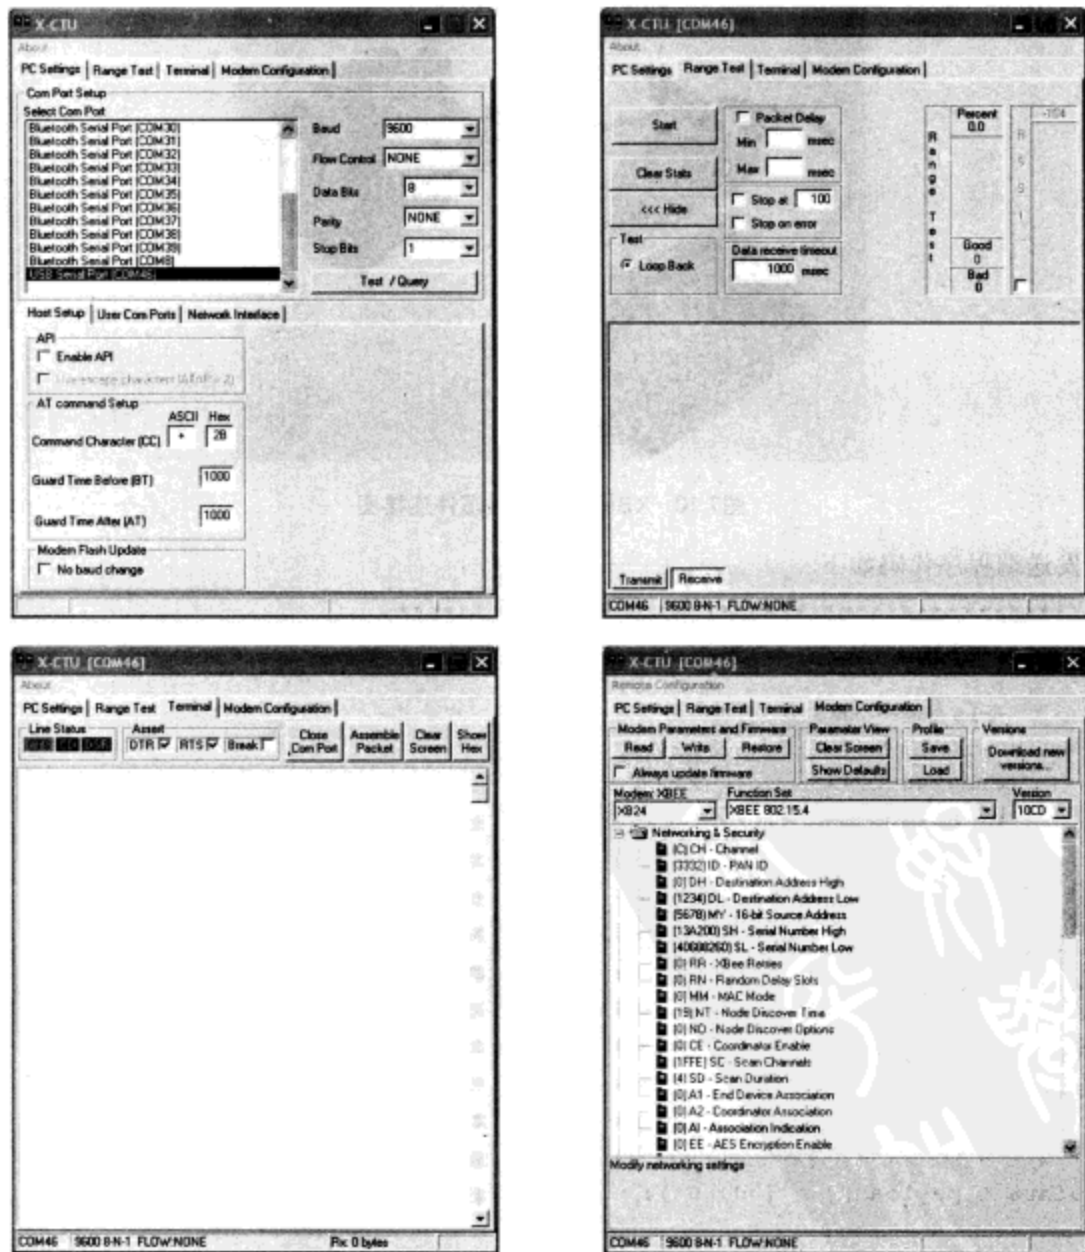 X-CTU
About
PC Settings Range Test Terminal Modem Configuration
Com Port Setup
Select Com Port
Bluetooth Serial Port (COM30)
Bluetooth Serial Port (COM31)
Bluetooth Serial Port (COM32)
Bluetooth Serial Port (COM33)
Bluetooth Serial Port (COM34)
Bluetooth Serial Port (COM35)
Bluetooth Serial Port (COM36)
Bluetooth Serial Port (COM37)
Bluetooth Serial Port (COM38)
Bluetooth Serial Port (COM39)
Bluetooth Serial Port (COM8)
USB Serial Port (COM46)
Baud 9600
Flow Control NONE
Data Bits 8
Parity NONE
Stop Bits 1
Test / Query
Host Setup User Com Ports Network Interface
API
Enable API
Use escape characters (ATAP = 2)
AT command Setup
ASCII Hex
Command Character (CC) + 2B
Guard Time Before (BT) 1000
Guard Time After (AT) 1000
Modem Flash Update
No baud change
X-CTU [COM46]
About
PC Settings Range Test Terminal Modem Configuration
Start
Clear Stats
<<< Hide
Test
Loop Back
Packet Delay
Min msec
Max msec
Stop at 100
Stop on error
Data receive timeout
1000 msec
Range Test
Percent
0.0
Good
0
Bad
0
RSSI
Transmit Receive
COM46 9600 8-N-1 FLOW:NONE
X-CTU [COM46]
About
PC Settings Range Test Terminal Modem Configuration
Line Status
CTS CD DSR
Assert
DTR RTS Break
Close Com Port
Assemble Packet
Clear Screen
Show Hex
COM46 9600 8-N-1 FLOW:NONE Rx: 0 bytes
X-CTU [COM46]
Remote Configuration
PC Settings Range Test Terminal Modem Configuration
Modem Parameters and Firmware
Read Write Restore
Always update firmware
Parameter View
Clear Screen
Show Defaults
Profile
Save
Load
Versions
Download new versions...
Modem: XBEE Function Set Version
XB24 XBEE 802.15.4 10CD
Networking & Security
(C) CH - Channel
(3332) ID - PAN ID
(0) DH - Destination Address High
(1234) DL - Destination Address Low
(5678) MY - 16-bit Source Address
(13A200) SH - Serial Number High
SL - Serial Number Low
(0) RR - XBee Retries
(0) RN - Random Delay Slots
(0) MM - MAC Mode
(19) NT - Node Discover Time
(0) NO - Node Discover Options
(0) CE - Coordinator Enable
(1FFE) SC - Scan Channels
(4) SD - Scan Duration
(0) A1 - End Device Association
(0) A2 - Coordinator Association
(0) AI - Association Indication
(0) EE - AES Encryption Enable
Modify networking settings
COM46 9600 8-N-1 FLOW:NONE